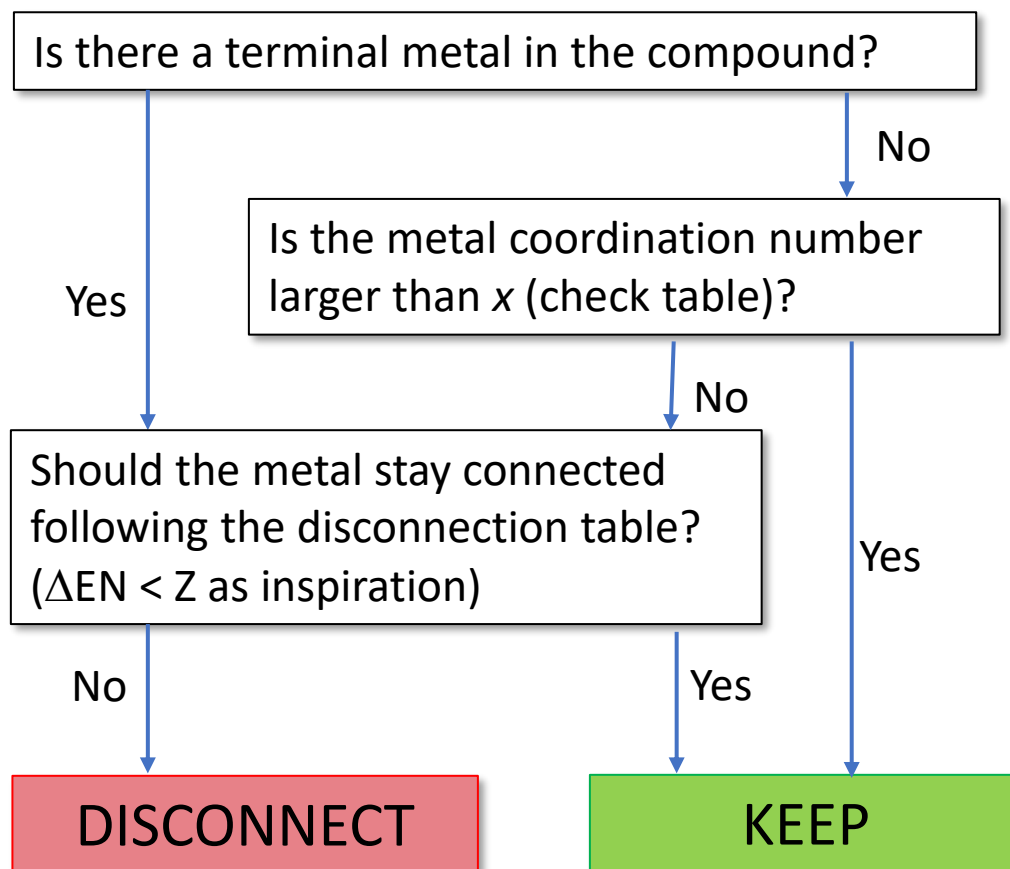 Is there a terminal metal in the compound?
No
Is the metal coordination number
larger than x (check table)?
Yes
No
Should the metal stay connected
following the disconnection table?
(ΔEN < Z as inspiration)
Yes
No
Yes
DISCONNECT
KEEP